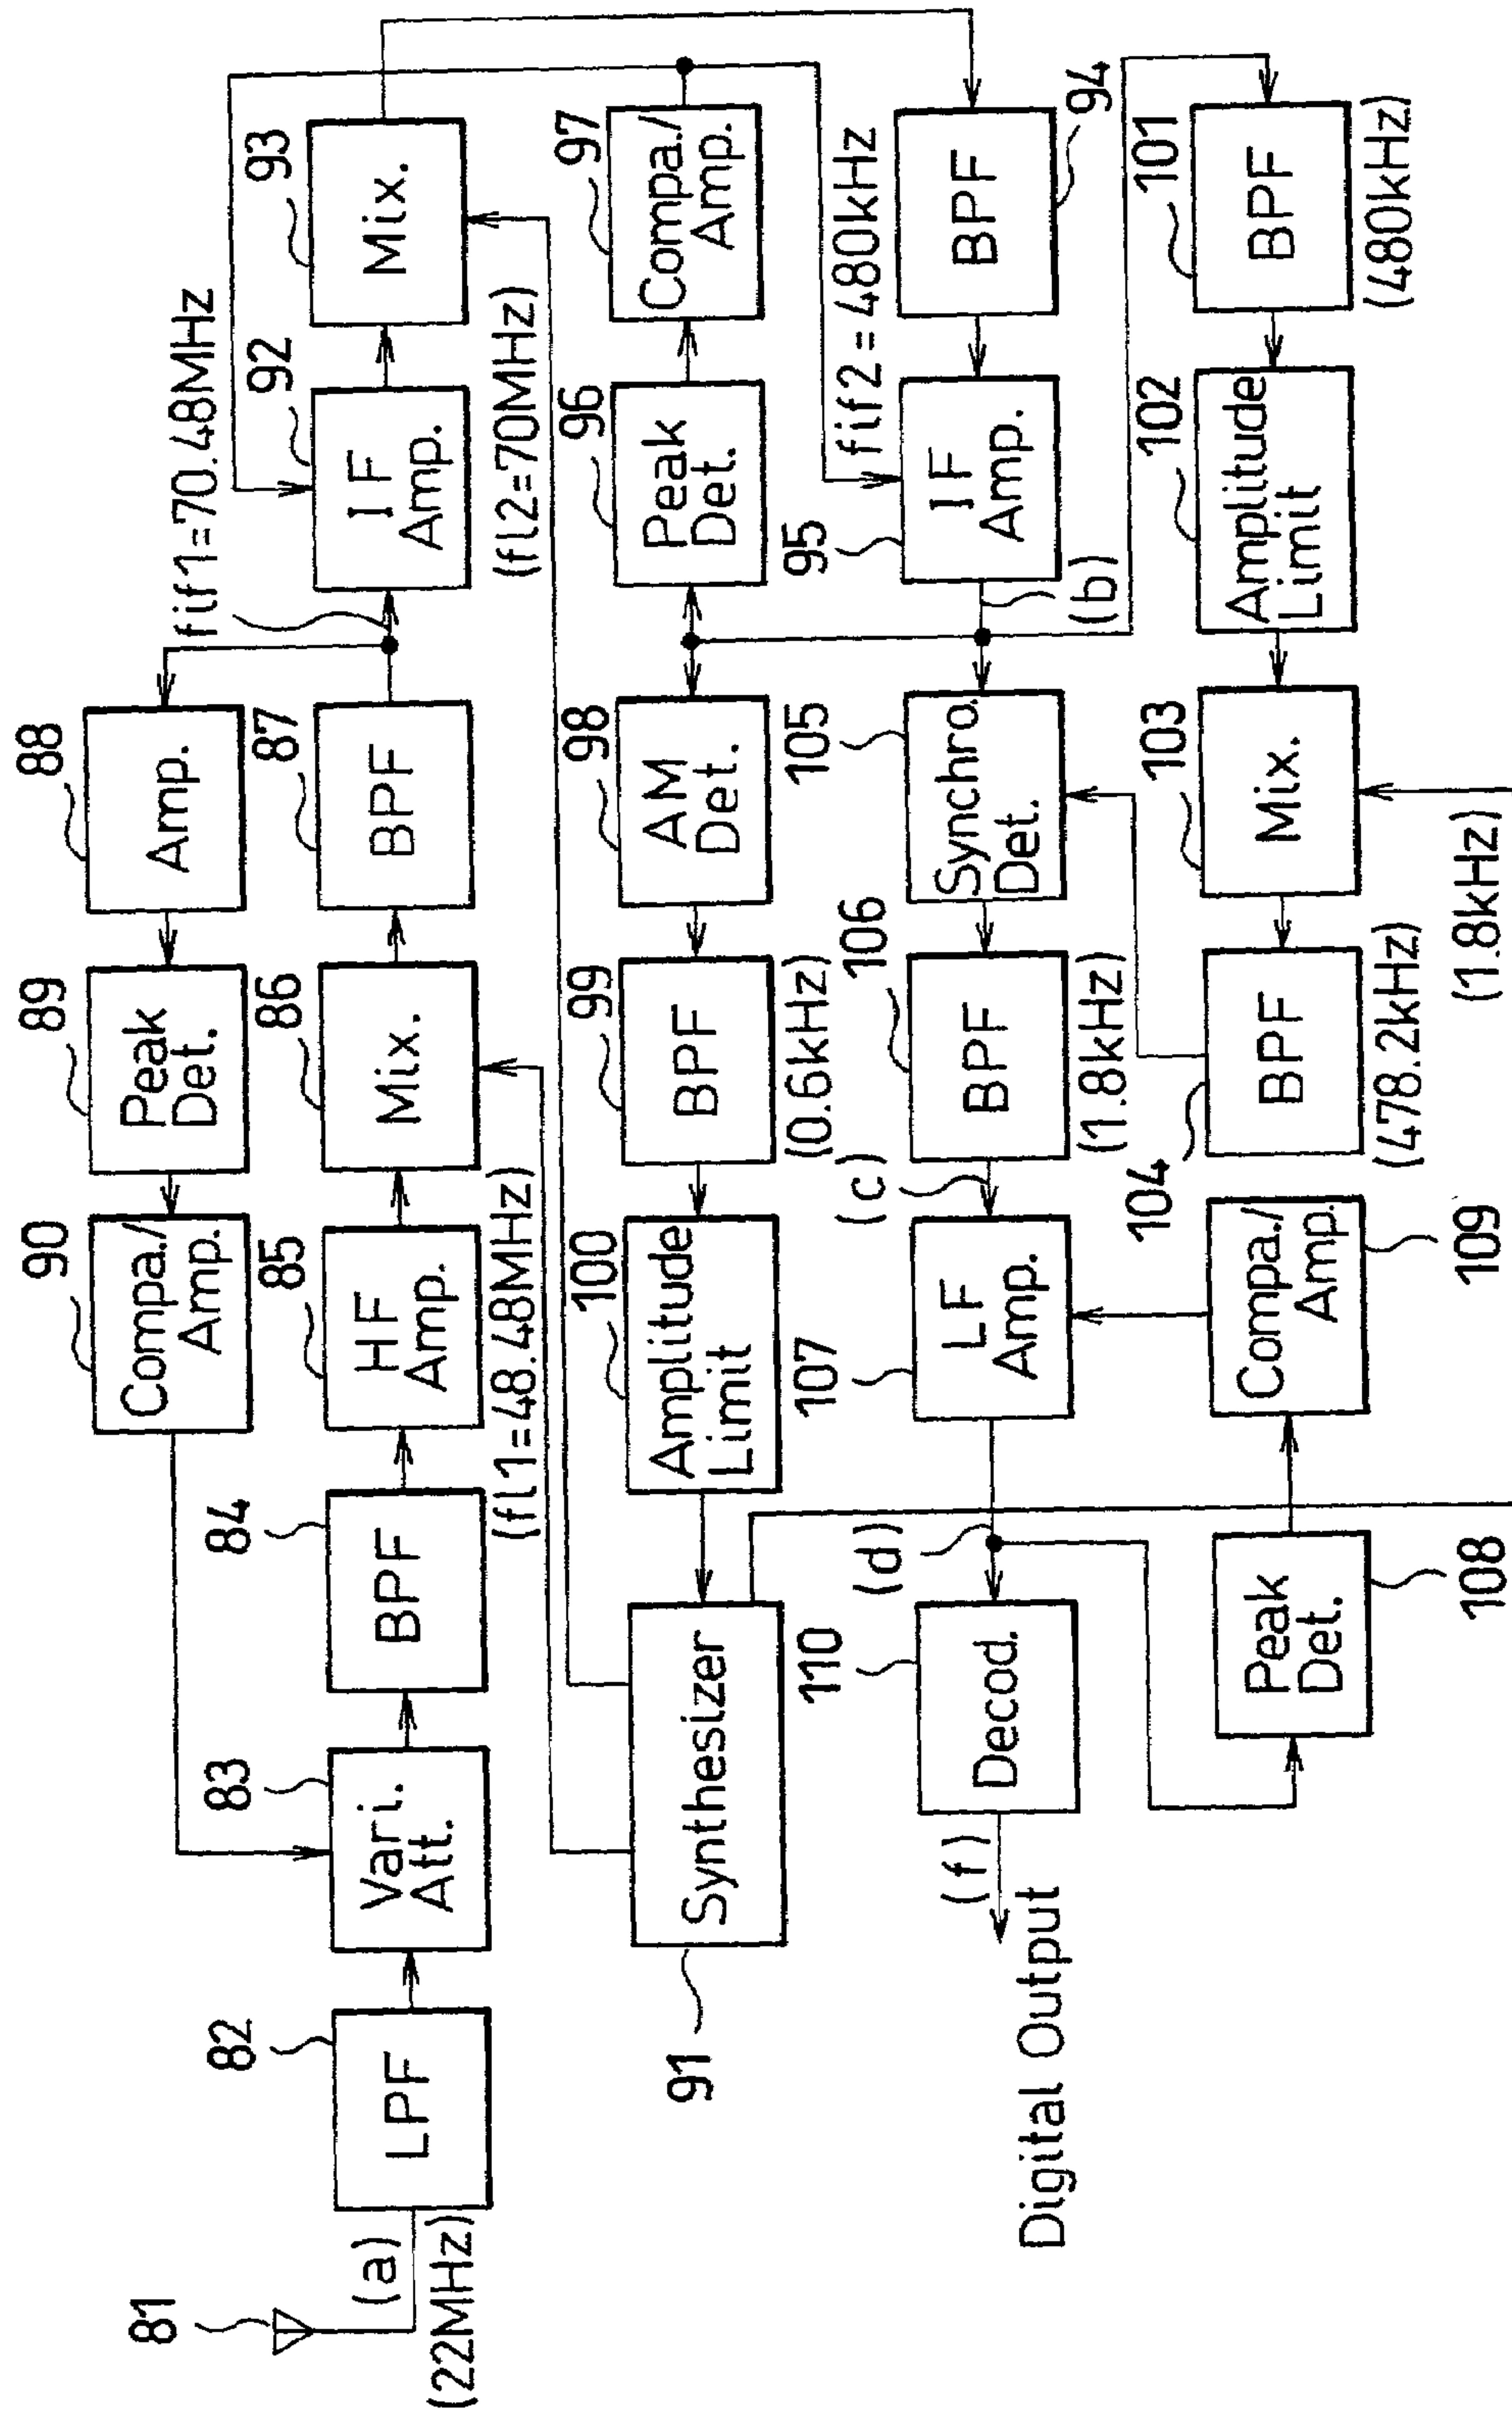 81
(a)
(22MHz)
82
LPF
83
Vari.
Att.
84
BPF
85
HF
Amp.
86
Mix.
87
BPF
88
Amp.
89
Peak
Det.
90
Compa./
Amp.
fif1=70.48MHz
92
IF
Amp.
93
Mix.
(fl1=48.48MHz)
(fl2=70MHz)
91
Synthesizer
100
Amplitude
Limit
99
BPF
(0.6kHz)
98
AM
Det.
96
Peak
Det.
97
Compa./
Amp.
fif2=480kHz
94
BPF
95
IF
Amp.
(b)
105
Synchro.
Det.
106
BPF
(1.8kHz)
(c)
107
LF
Amp.
(d)
110
Decod.
(f)
Digital Output
108
Peak
Det.
109
Compa./
Amp.
104
BPF
(478.2kHz)
103
Mix.
(1.8kHz)
102
Amplitude
Limit
101
BPF
(480kHz)